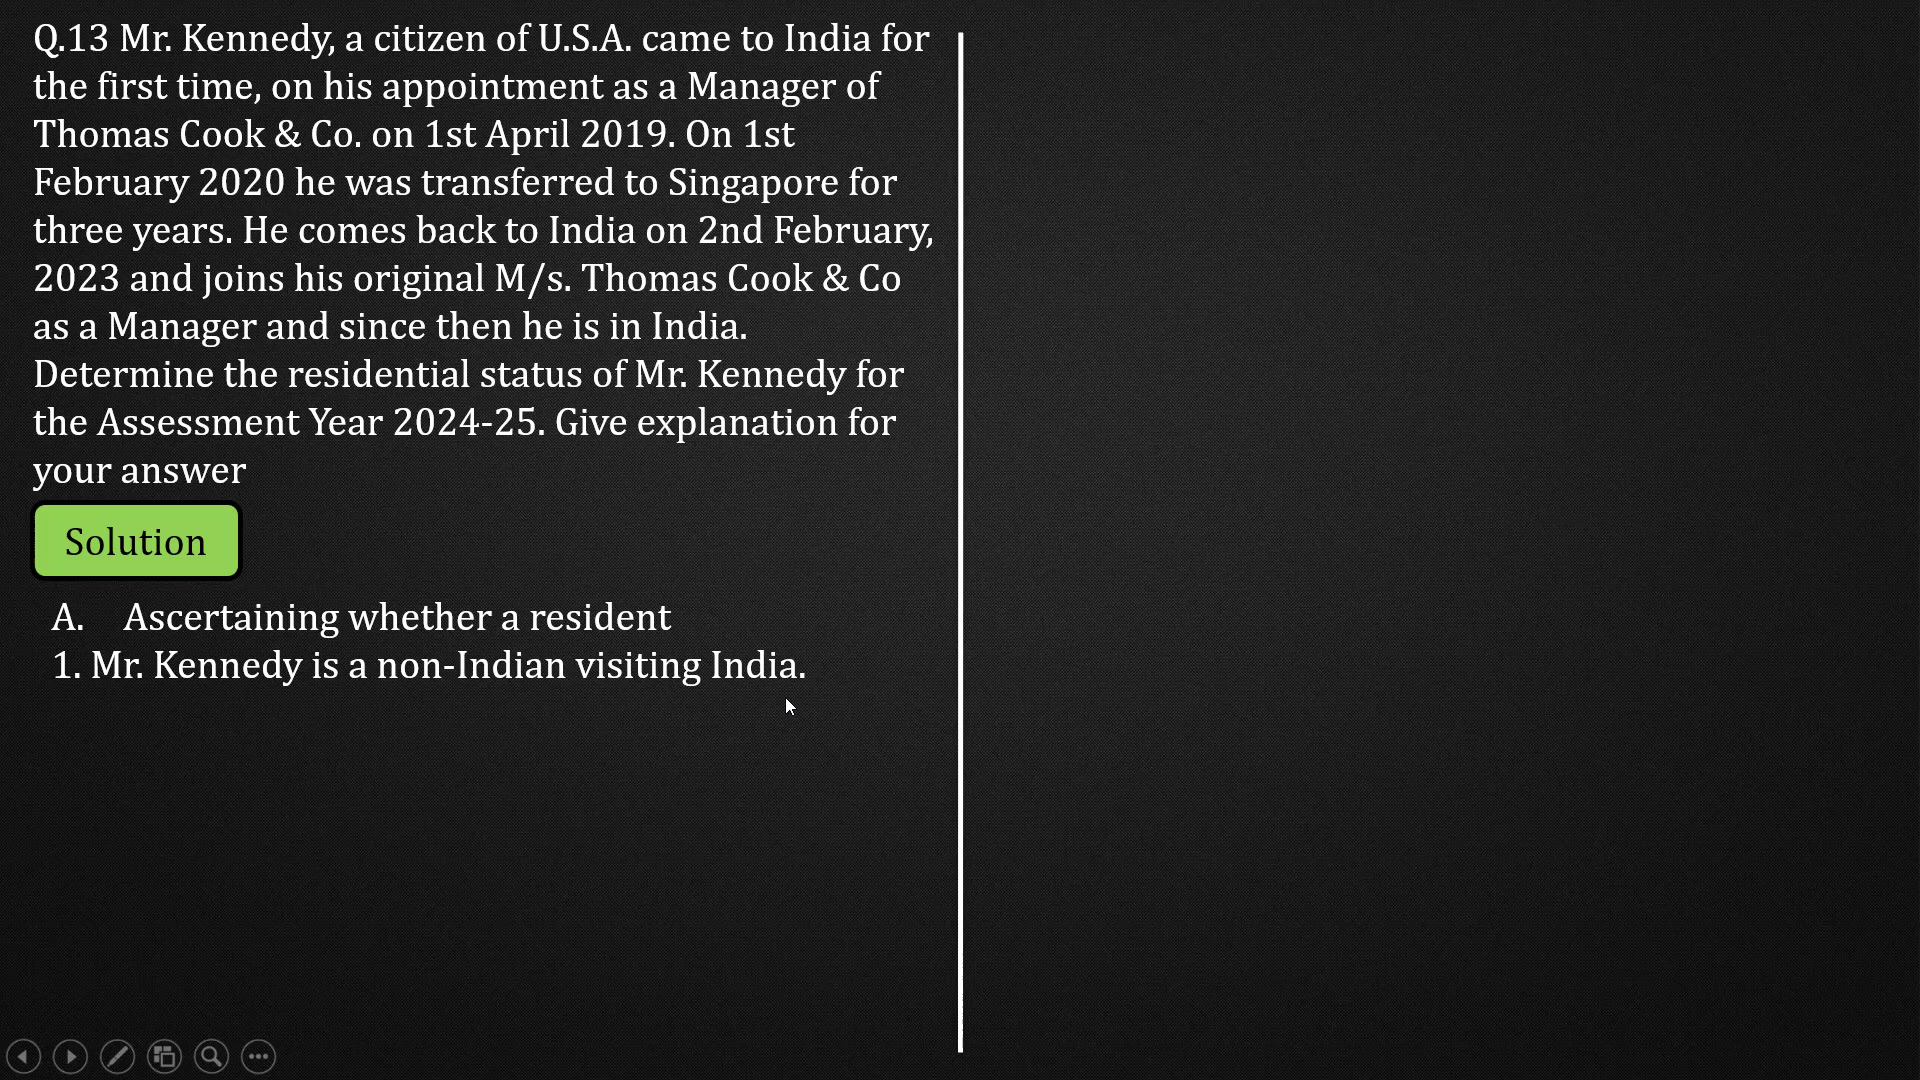 Q.13 Mr. Kennedy, a citizen of U.S.A. came to India for
the first time, on his appointment as a Manager of
Thomas Cook & Co. on 1st April 2019. On 1st
February 2020 he was transferred to Singapore for
three years. He comes back to India on 2nd February,
2023 and joins his original M/s. Thomas Cook & Co
as a Manager and since then he is in India.
Determine the residential status of Mr. Kennedy for
the Assessment Year 2024-25. Give explanation for
your answer
Solution
A. Ascertaining whether a resident
1. Mr. Kennedy is a non-Indian visiting India.